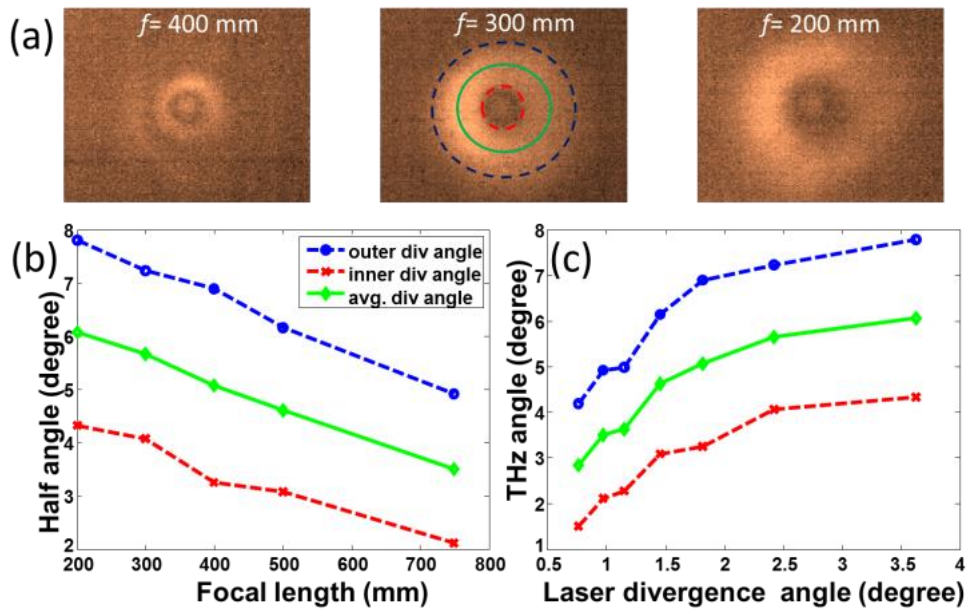 (a)
f= 400 mm
f= 300 mm
f= 200 mm
(b)
Half angle (degree)
8
7
6
5
4
3
2
200 300 400 500 600 700 800
Focal length (mm)
outer div angle
inner div angle
avg. div angle
(c)
THz angle (degree)
8
7
6
5
4
3
2
1
0.5 1 1.5 2 2.5 3 3.5 4
Laser divergence angle (degree)